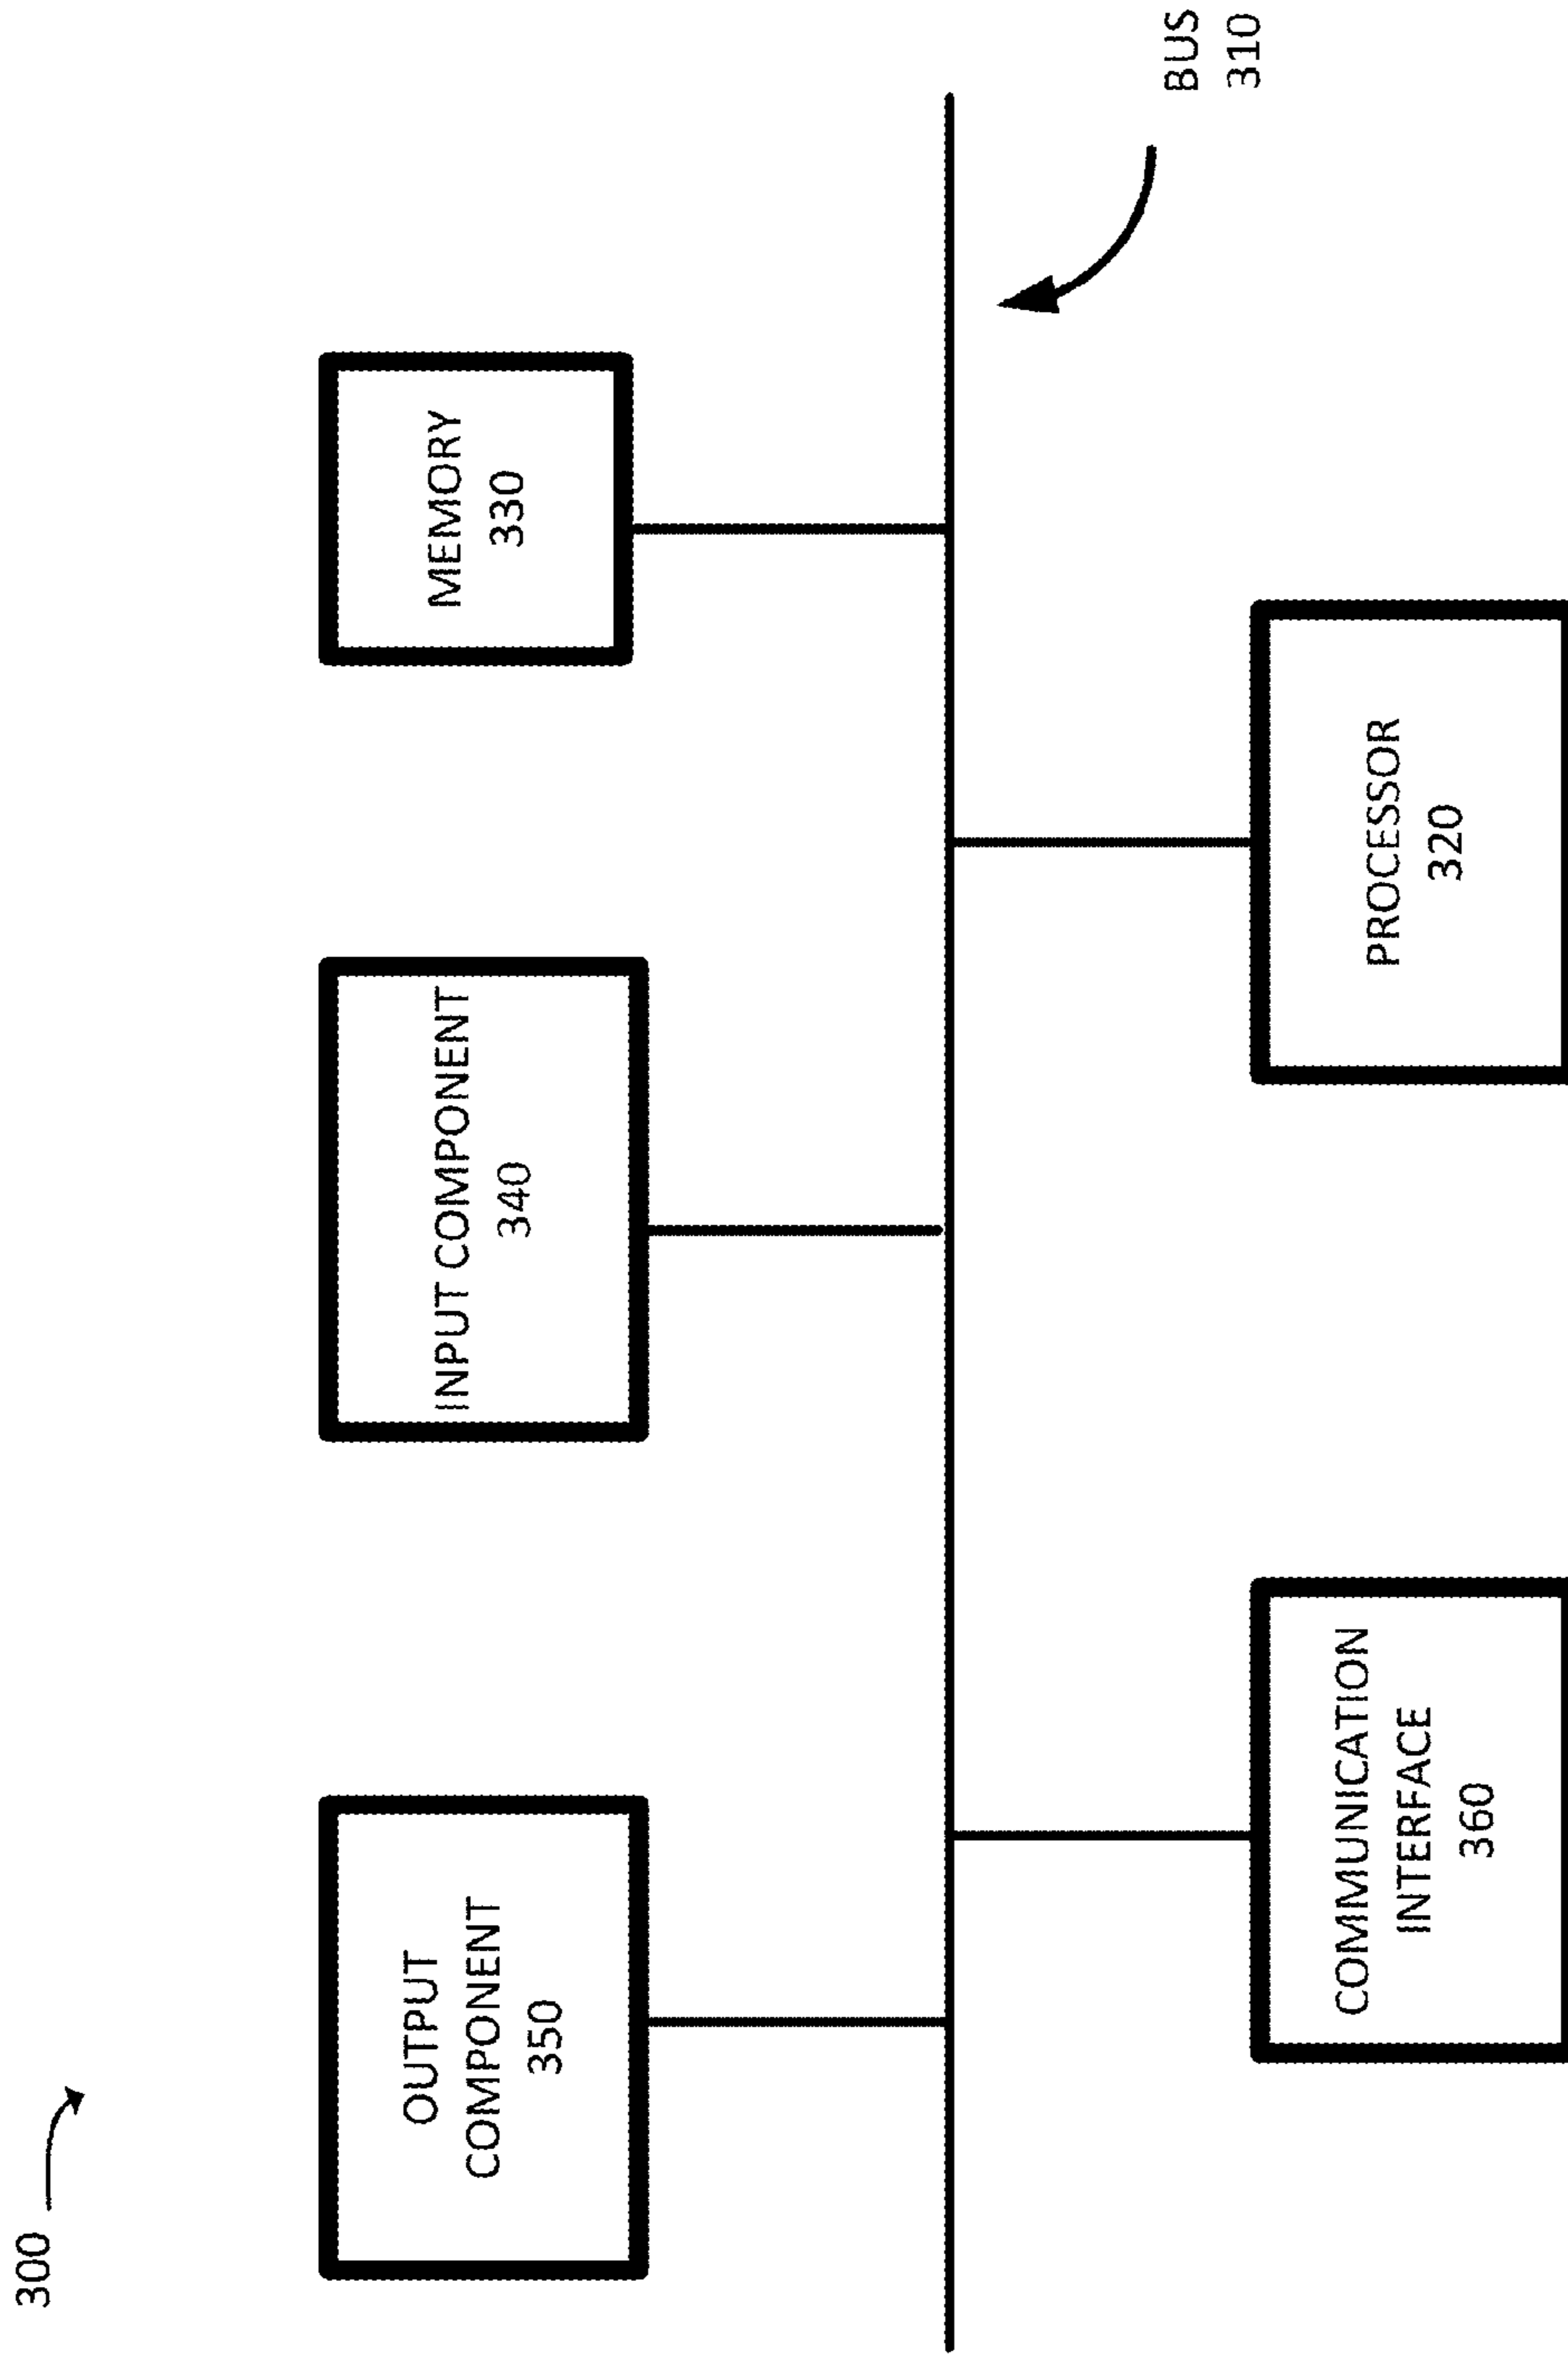 300
OUTPUT
COMPONENT
350
INPUT COMPONENT
340
MEMORY
330
BUS
310
COMMUNICATION
INTERFACE
360
PROCESSOR
320